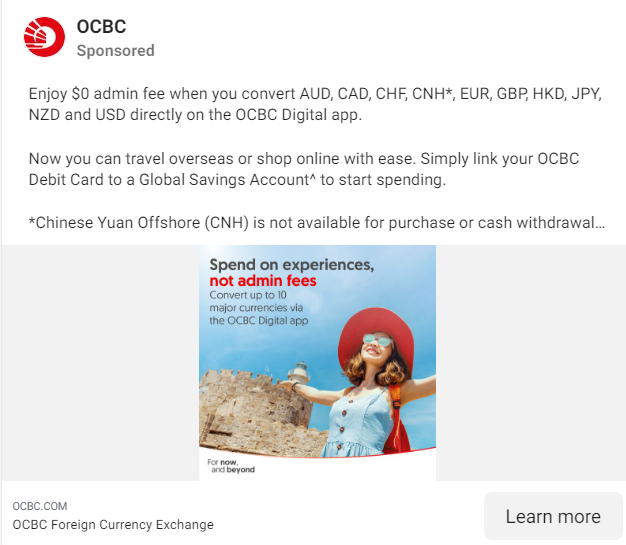 OCBC
Sponsored
Enjoy $0 admin fee when you convert AUD, CAD, CHF, CNH*, EUR, GBP, HKD, JPY,
NZD and USD directly on the OCBC Digital app.
Now you can travel overseas or shop online with ease. Simply link your OCBC
Debit Card to a Global Savings Account^ to start spending.
*Chinese Yuan Offshore (CNH) is not available for purchase or cash withdrawal...
Spend on experiences,
not admin fees
Convert up to 10
major currencies via
the OCBC Digital app
For now,
and beyond
OCBC.COM
OCBC Foreign Currency Exchange
Learn more